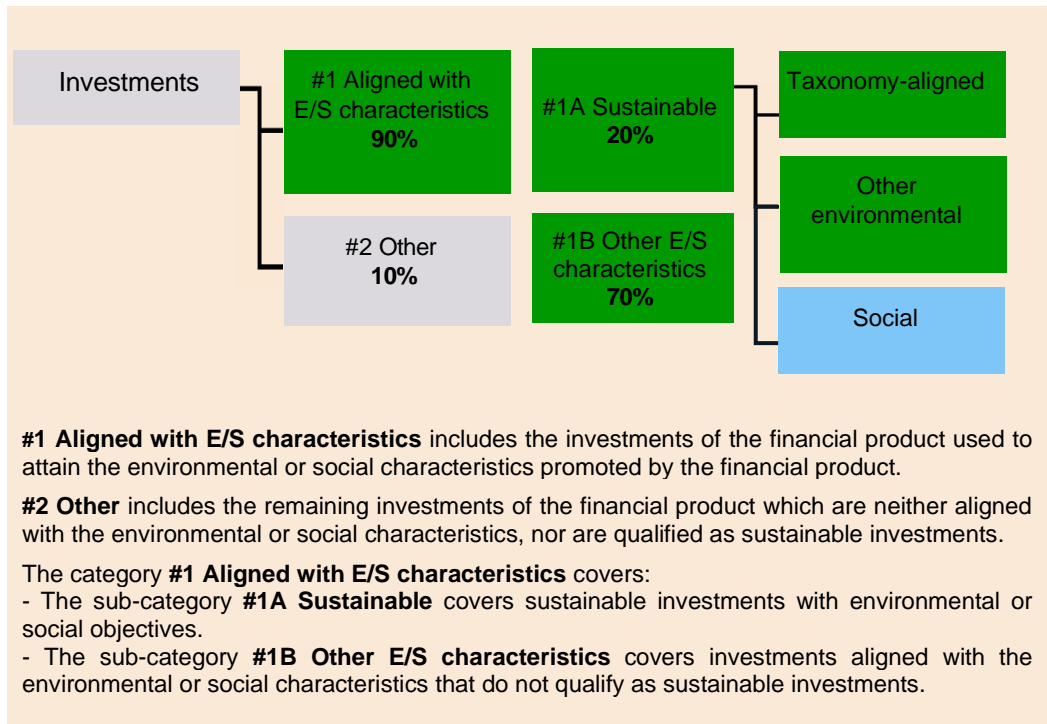 Investments
#1 Aligned with
E/S characteristics
90%
#2 Other
10%
#1A Sustainable
20%
#1B Other E/S
characteristics
70%
Taxonomy-aligned
Other
environmental
Social
#1 Aligned with E/S characteristics includes the investments of the financial product used to
attain the environmental or social characteristics promoted by the financial product.
#2 Other includes the remaining investments of the financial product which are neither aligned
with the environmental or social characteristics, nor are qualified as sustainable investments.
The category #1 Aligned with E/S characteristics covers:
- The sub-category #1A Sustainable covers sustainable investments with environmental or
social objectives.
- The sub-category #1B Other E/S characteristics covers investments aligned with the
environmental or social characteristics that do not qualify as sustainable investments.